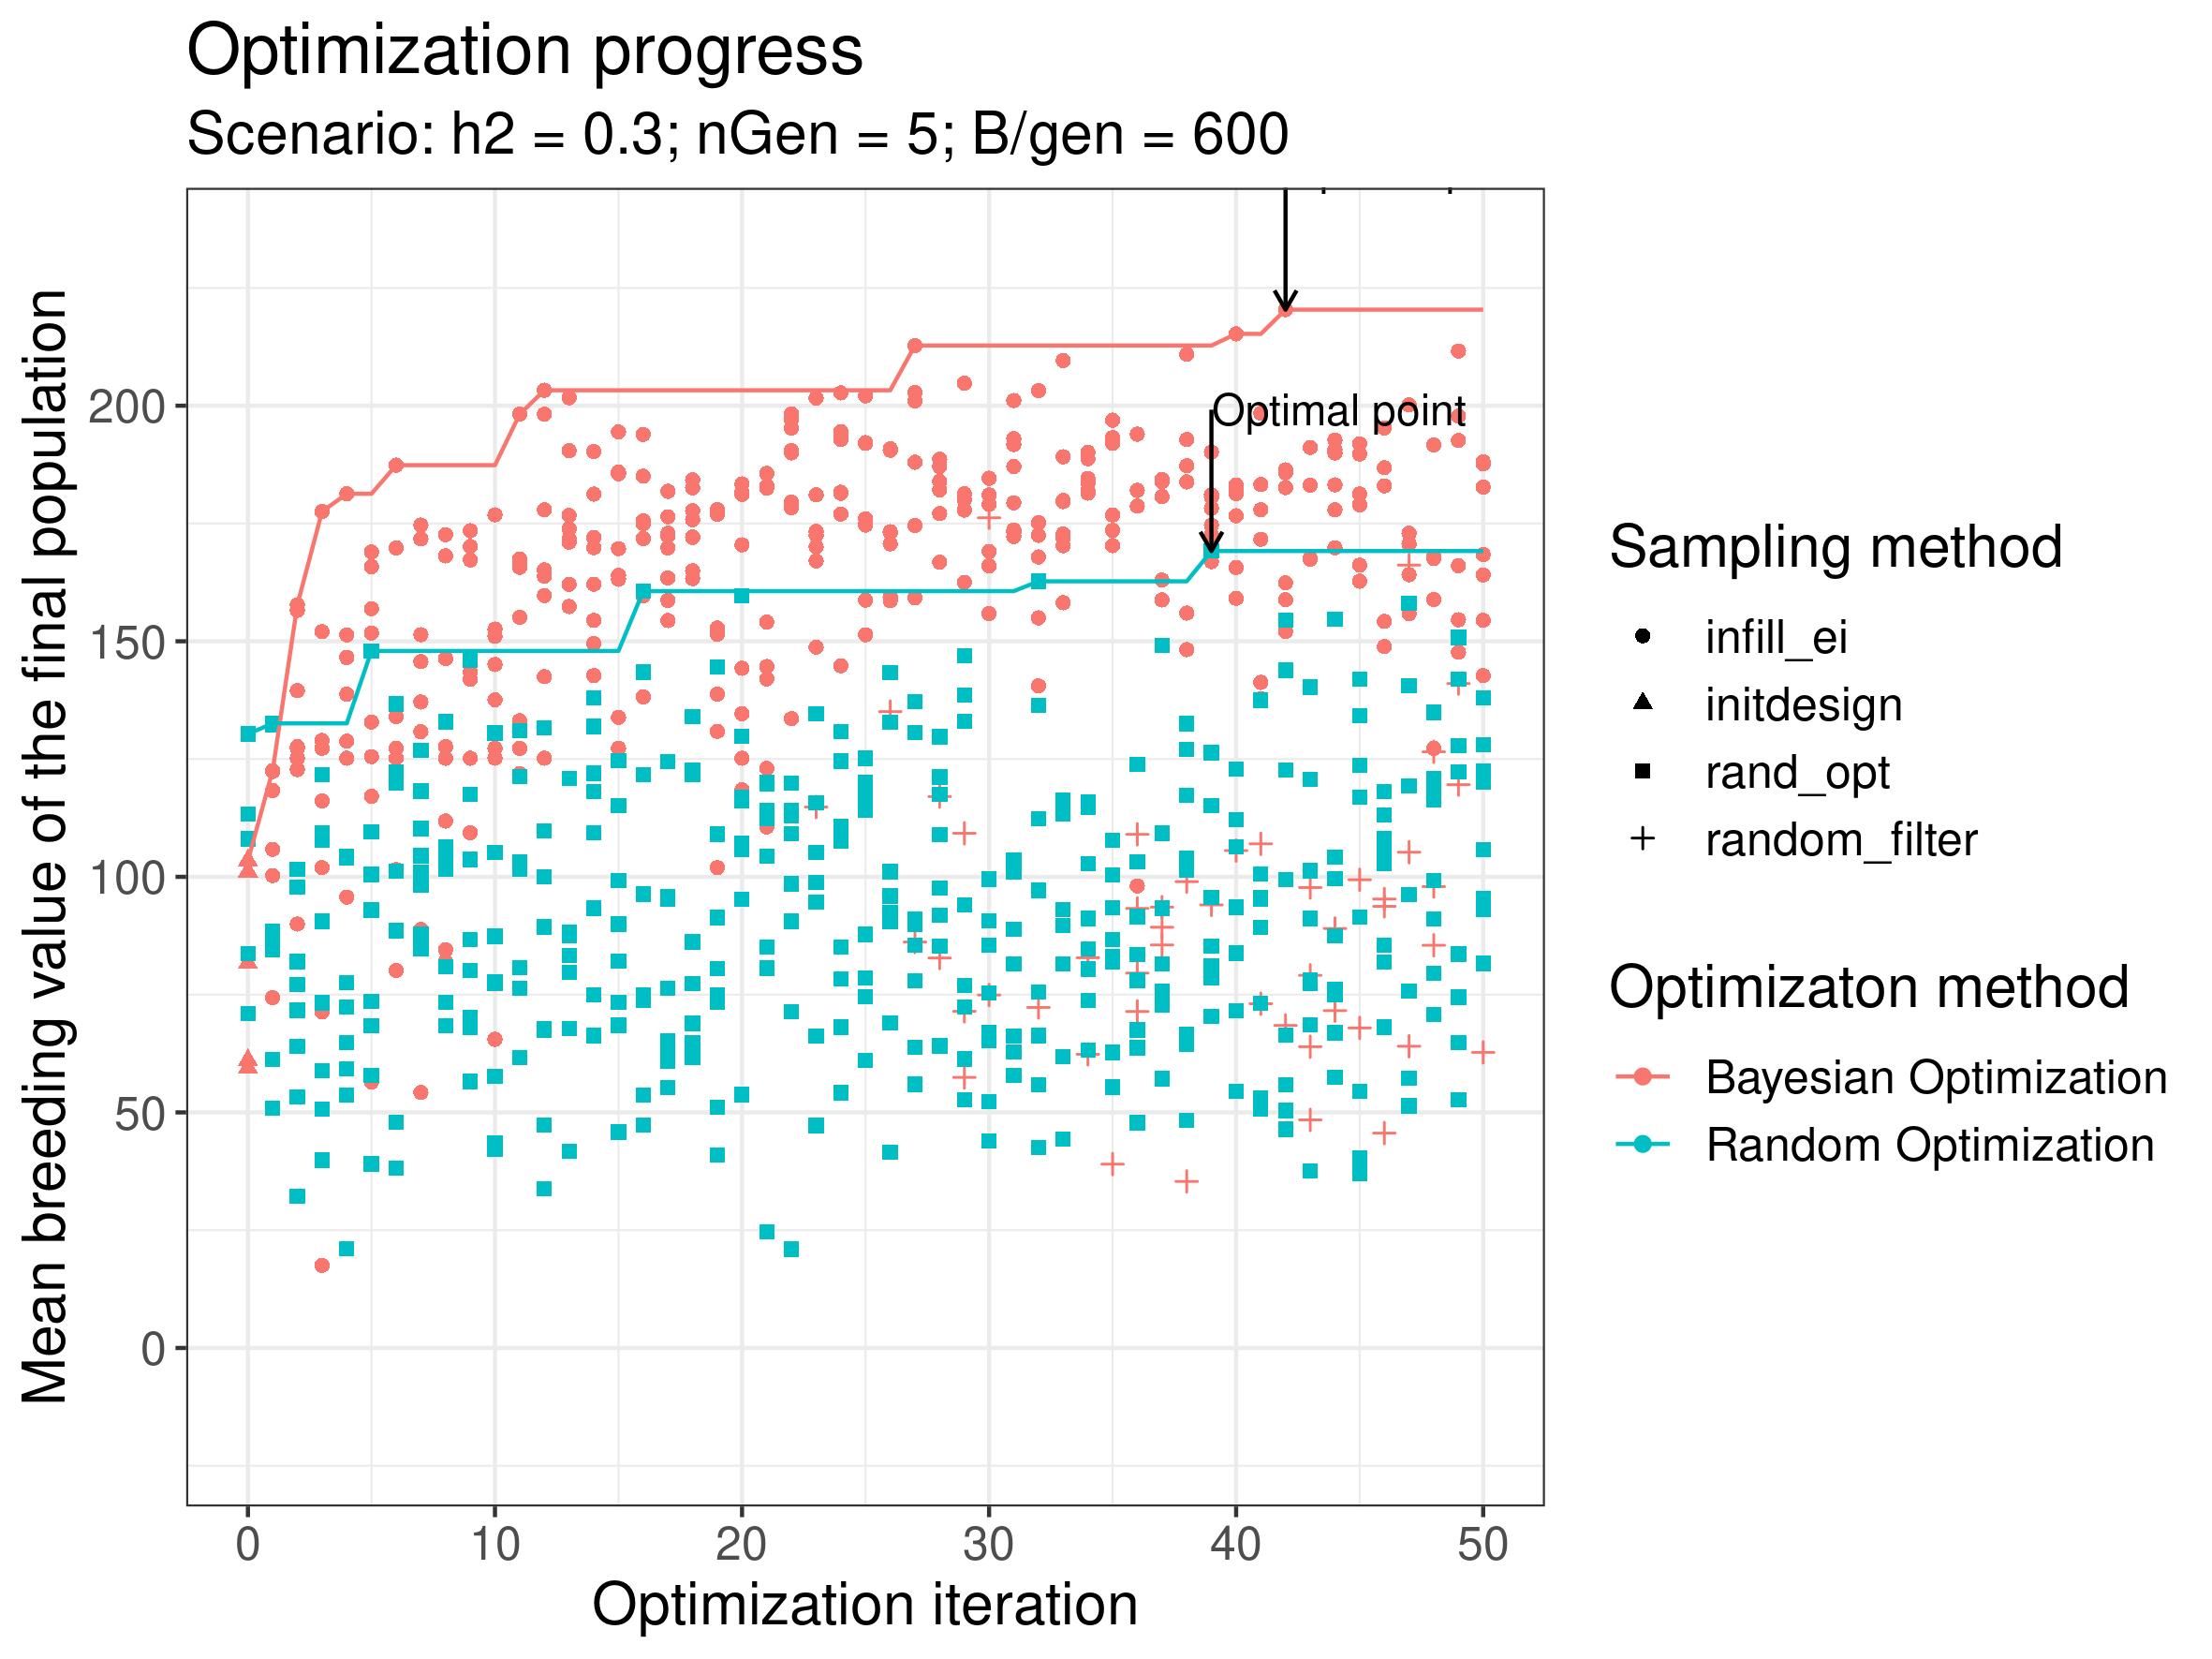 Optimization progress
Scenario: h2 = 0.3; nGen = 5; B/gen = 600
Mean breeding value of the final population
200
150
100
50
0
Optimal point
0 10 20 30 40 50
Optimization iteration
Sampling method
infill_ei
initdesign
rand_opt
random_filter
Optimizaton method
Bayesian Optimization
Random Optimization